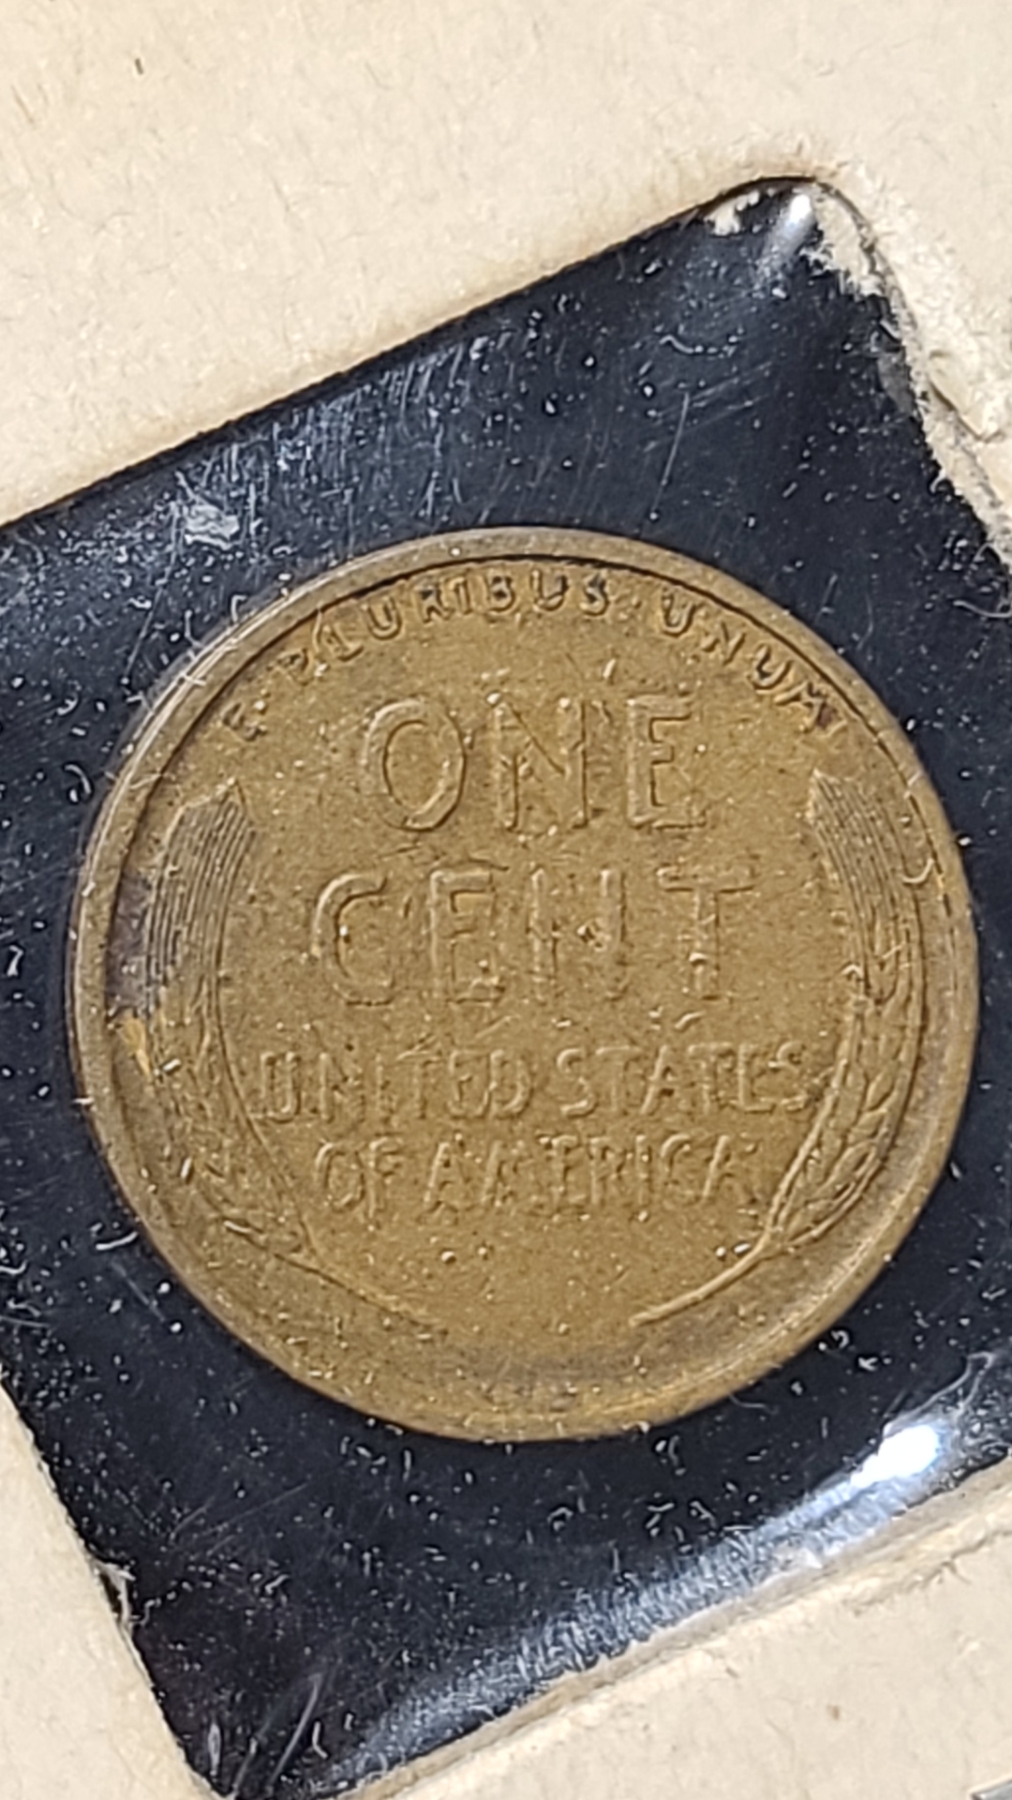 E·PLURIBUS·UNUM
ONE
CENT
UNITED STATES
OF AMERICA